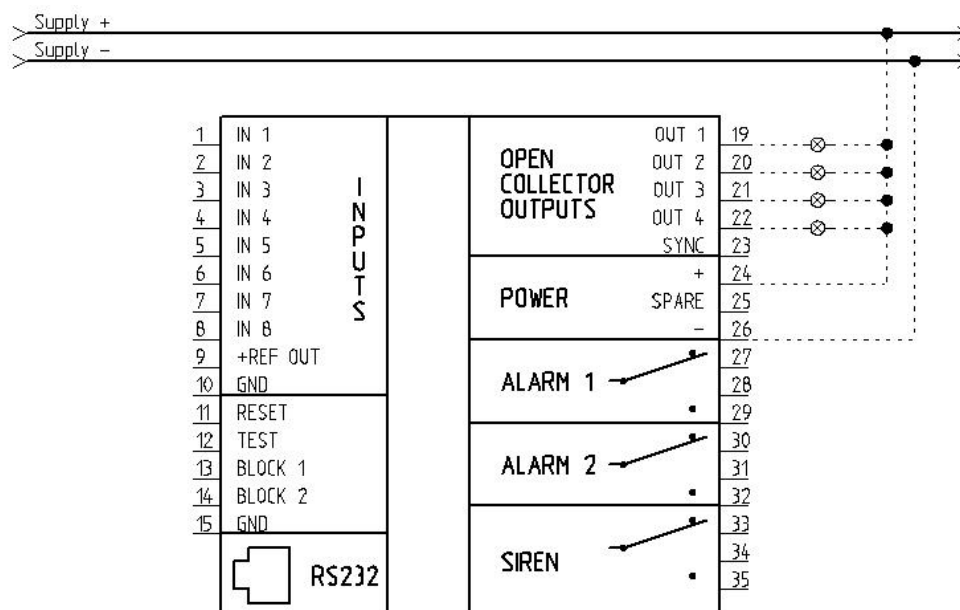 Supply +
Supply -
1 IN 1
2 IN 2
3 IN 3
4 IN 4
5 IN 5
6 IN 6
7 IN 7
8 IN 8
9 +REF OUT
10 GND
INPUTS
11 RESET
12 TEST
13 BLOCK 1
14 BLOCK 2
15 GND
RS232
OPEN
COLLECTOR
OUTPUTS
OUT 1 19
OUT 2 20
OUT 3 21
OUT 4 22
SYNC 23
POWER
+ 24
SPARE 25
- 26
ALARM 1
27
28
29
ALARM 2
30
31
32
SIREN
33
34
35